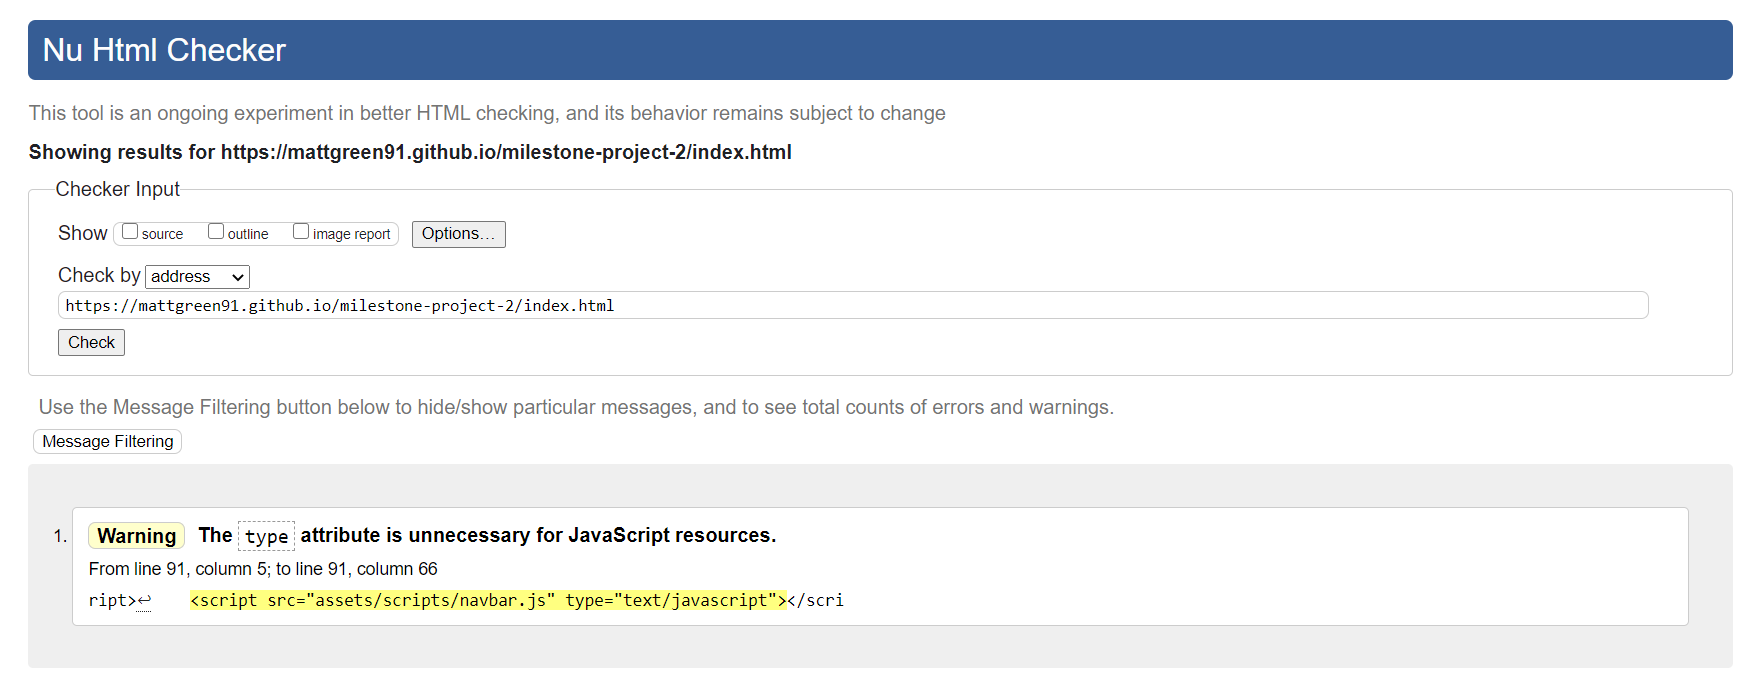 Nu Html Checker
This tool is an ongoing experiment in better HTML checking, and its behavior remains subject to change
Showing results for https://mattgreen91.github.io/milestone-project-2/index.html
Checker Input
Show source outline image report Options...
Check by address
https://mattgreen91.github.io/milestone-project-2/index.html
Check
Use the Message Filtering button below to hide/show particular messages, and to see total counts of errors and warnings.
Message Filtering
1. Warning The type attribute is unnecessary for JavaScript resources.
From line 91, column 5; to line 91, column 66
ript>↩ <script src="assets/scripts/navbar.js" type="text/javascript"></scri